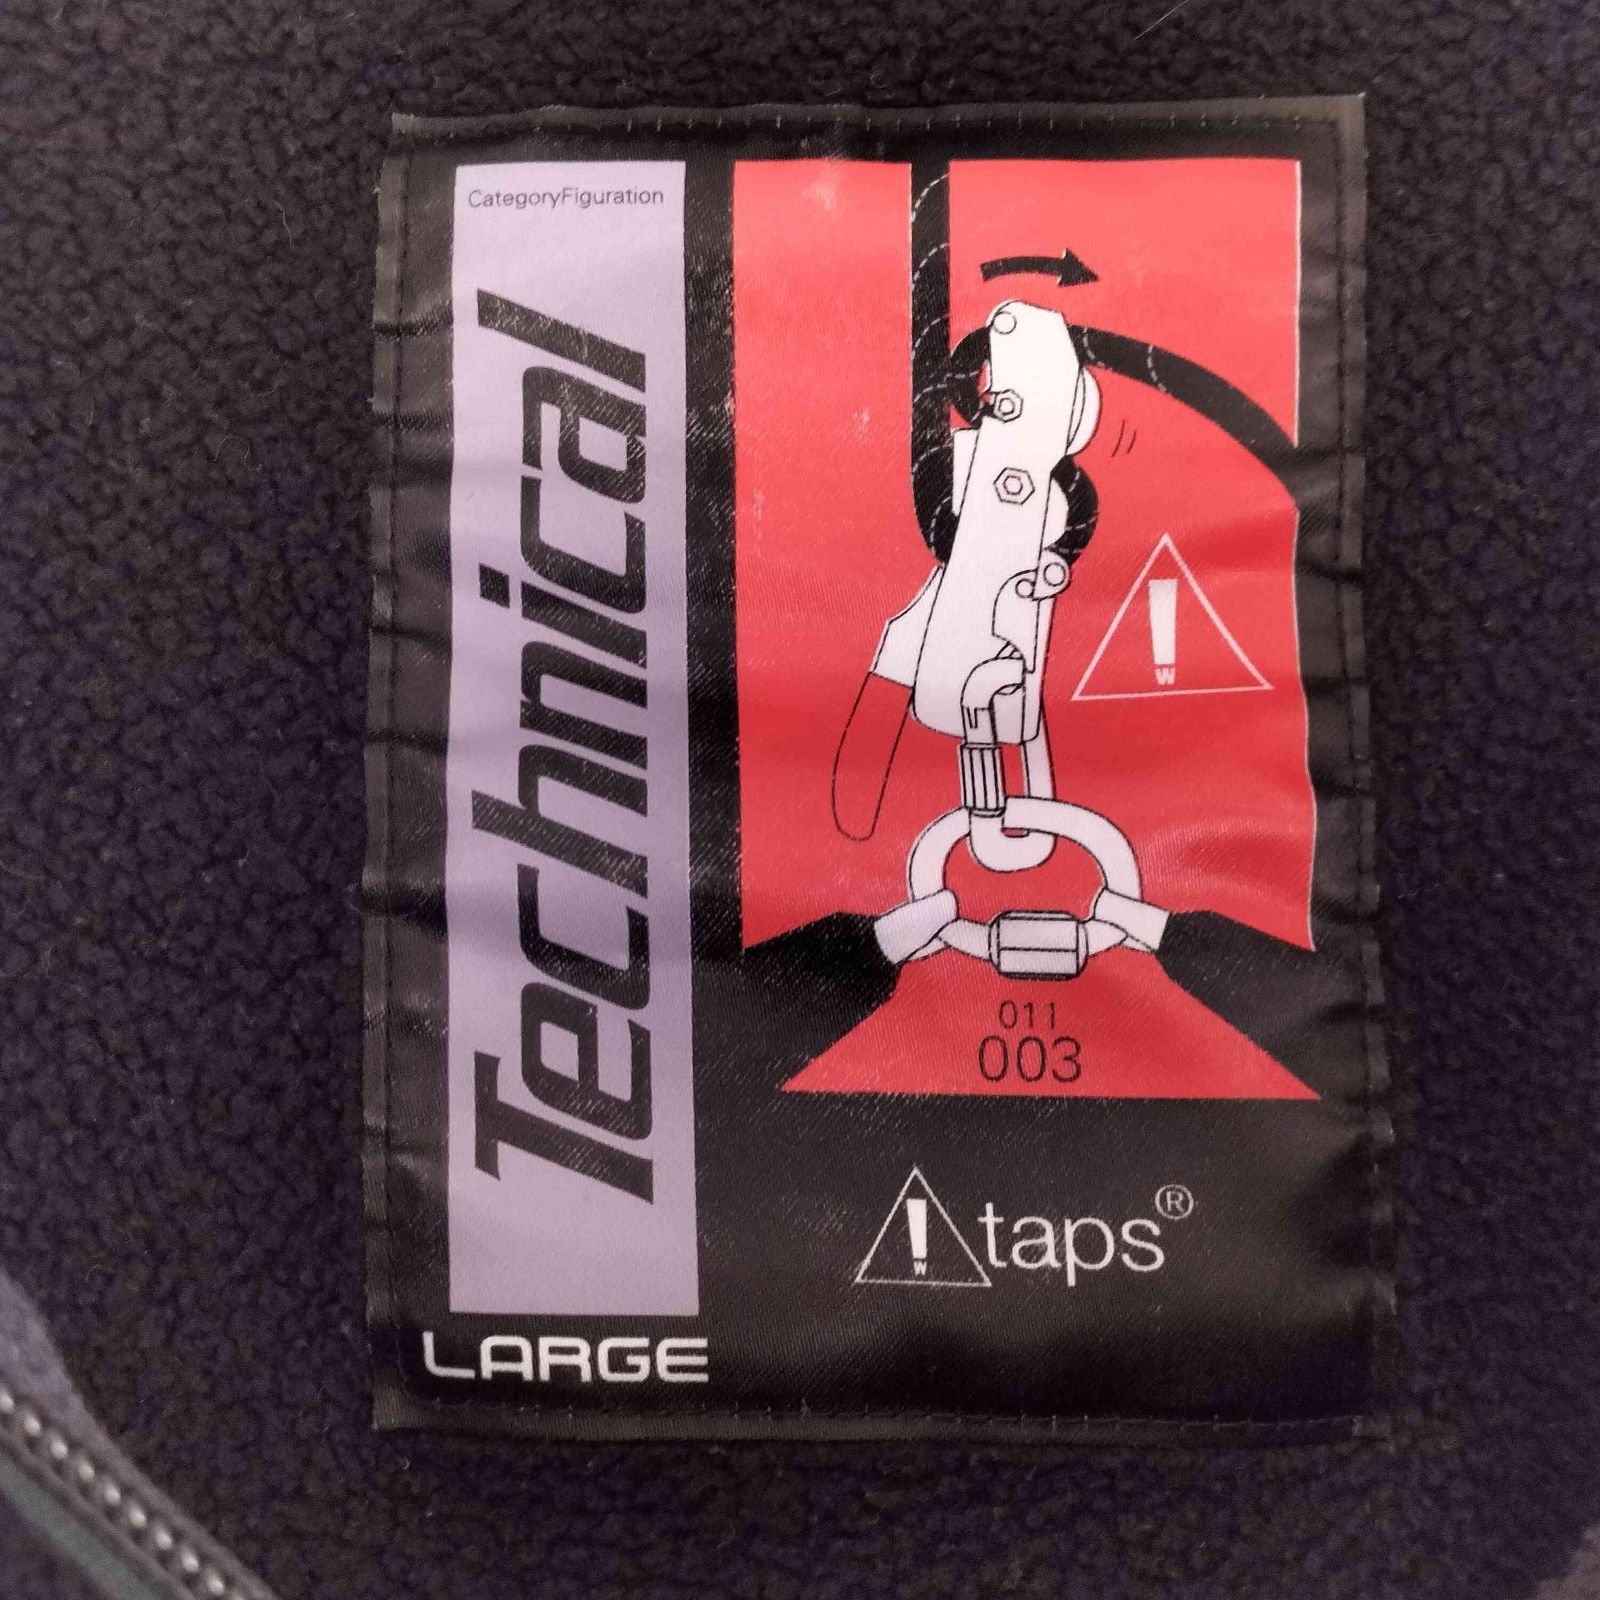 CategoryFiguration
Technical
! W
011
003
! W taps®
LARGE